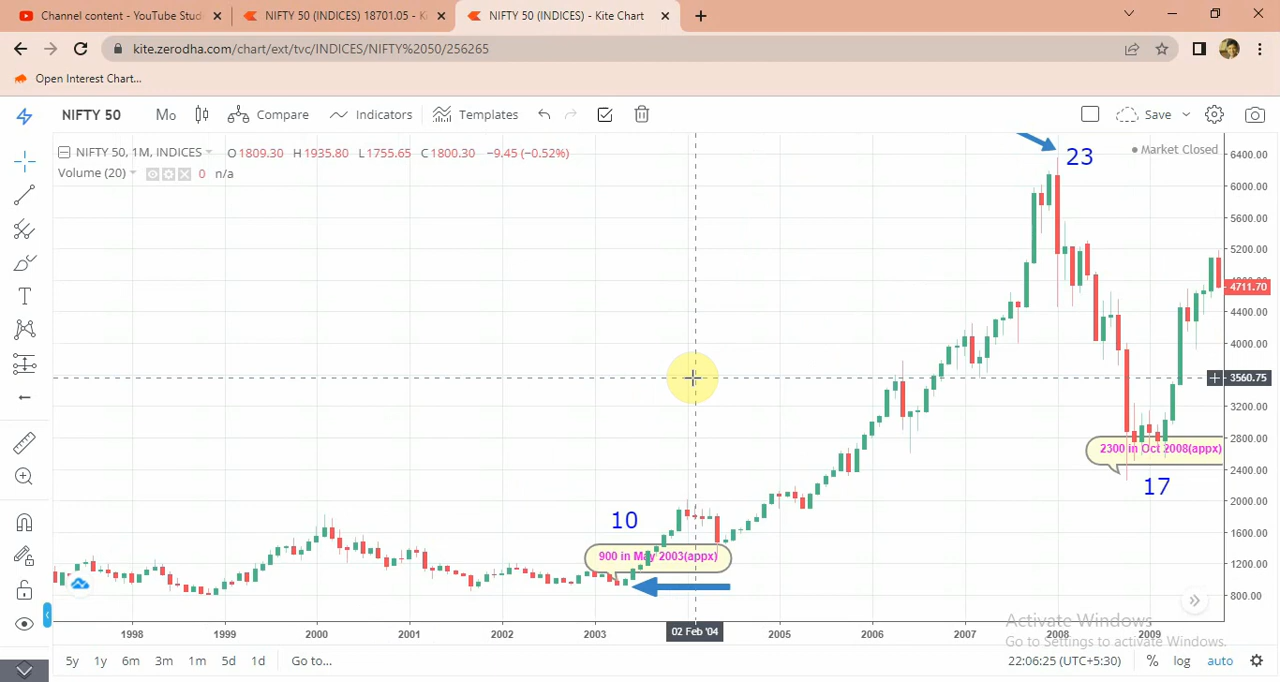 Channel content - YouTube Stud
NIFTY 50 (INDICES) 18701.05 - K
NIFTY 50 (INDICES) - Kite Chart
kite.zerodha.com/chart/ext/tvc/INDICES/NIFTY%2050/256265
Open Interest Chart...
NIFTY 50 Mo Compare Indicators Templates Save
NIFTY 50, 1M, INDICES O1809.30 H1935.80 L1755.65 C1800.30 −9.45 (−0.52%)
Volume (20) 0 n/a
Market Closed
23
6400.00
6000.00
5600.00
5200.00
4711.70
4400.00
4000.00
3560.75
3200.00
2800.00
2400.00
2000.00
1600.00
1200.00
800.00
2300 in Oct 2008(appx)
17
10
900 in May 2003(appx)
1998 1999 2000 2001 2002 2003 02 Feb '04 2005 2006 2007 2008 2009
Activate Windows
Go to Settings to activate Windows.
5y 1y 6m 3m 1m 5d 1d Go to... 22:06:25 (UTC+5:30) % log auto